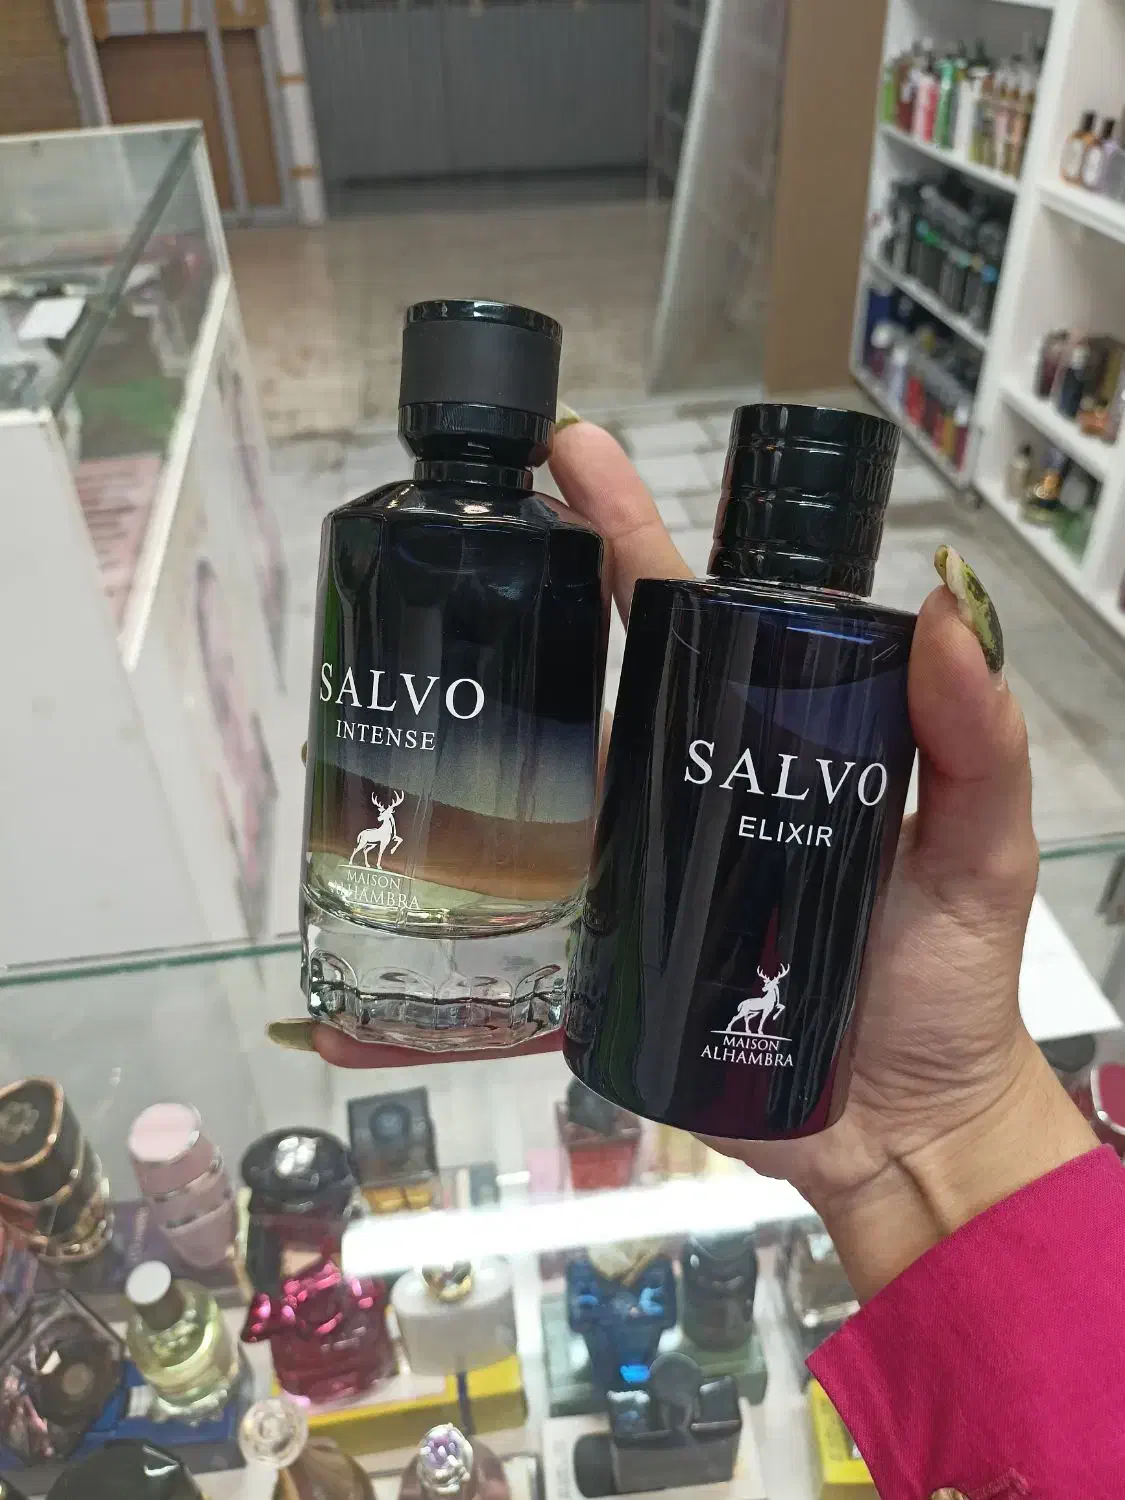 SALVO
INTENSE
MAISON
ALHAMBRA
SALVO
ELIXIR
MAISON
ALHAMBRA